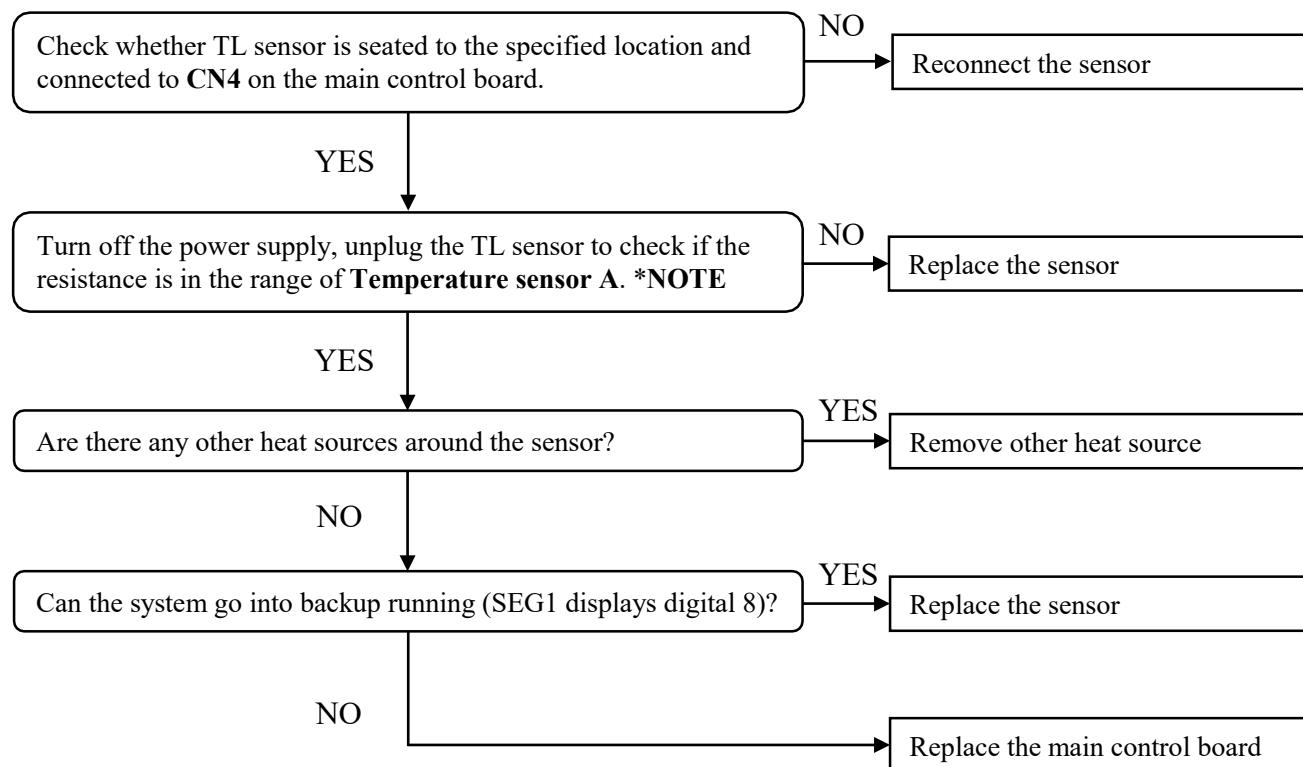 Check whether TL sensor is seated to the specified location and
connected to CN4 on the main control board.
NO
Reconnect the sensor
YES
Turn off the power supply, unplug the TL sensor to check if the
resistance is in the range of Temperature sensor A. *NOTE
NO
Replace the sensor
YES
Are there any other heat sources around the sensor?
YES
Remove other heat source
NO
Can the system go into backup running (SEG1 displays digital 8)?
YES
Replace the sensor
NO
Replace the main control board